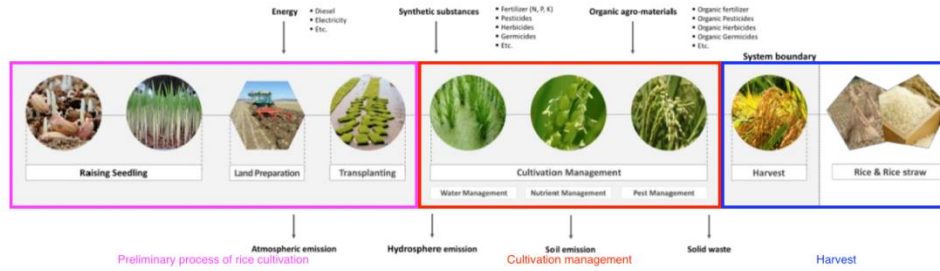 Energy
• Diesel
• Electricity
• Etc.
Synthetic substances
• Fertilizer (N, P, K)
• Pesticides
• Herbicides
• Germicides
• Etc.
Organic agro-materials
• Organic fertilizer
• Organic Pesticides
• Organic Herbicides
• Organic Germicides
• Etc.
System boundary
Raising Seedling
Land Preparation
Transplanting
Cultivation Management
Harvest
Rice & Rice straw
Water Management
Nutrient Management
Pest Management
Atmospheric emission
Hydrosphere emission
Soil emission
Solid waste
Preliminary process of rice cultivation
Cultivation management
Harvest